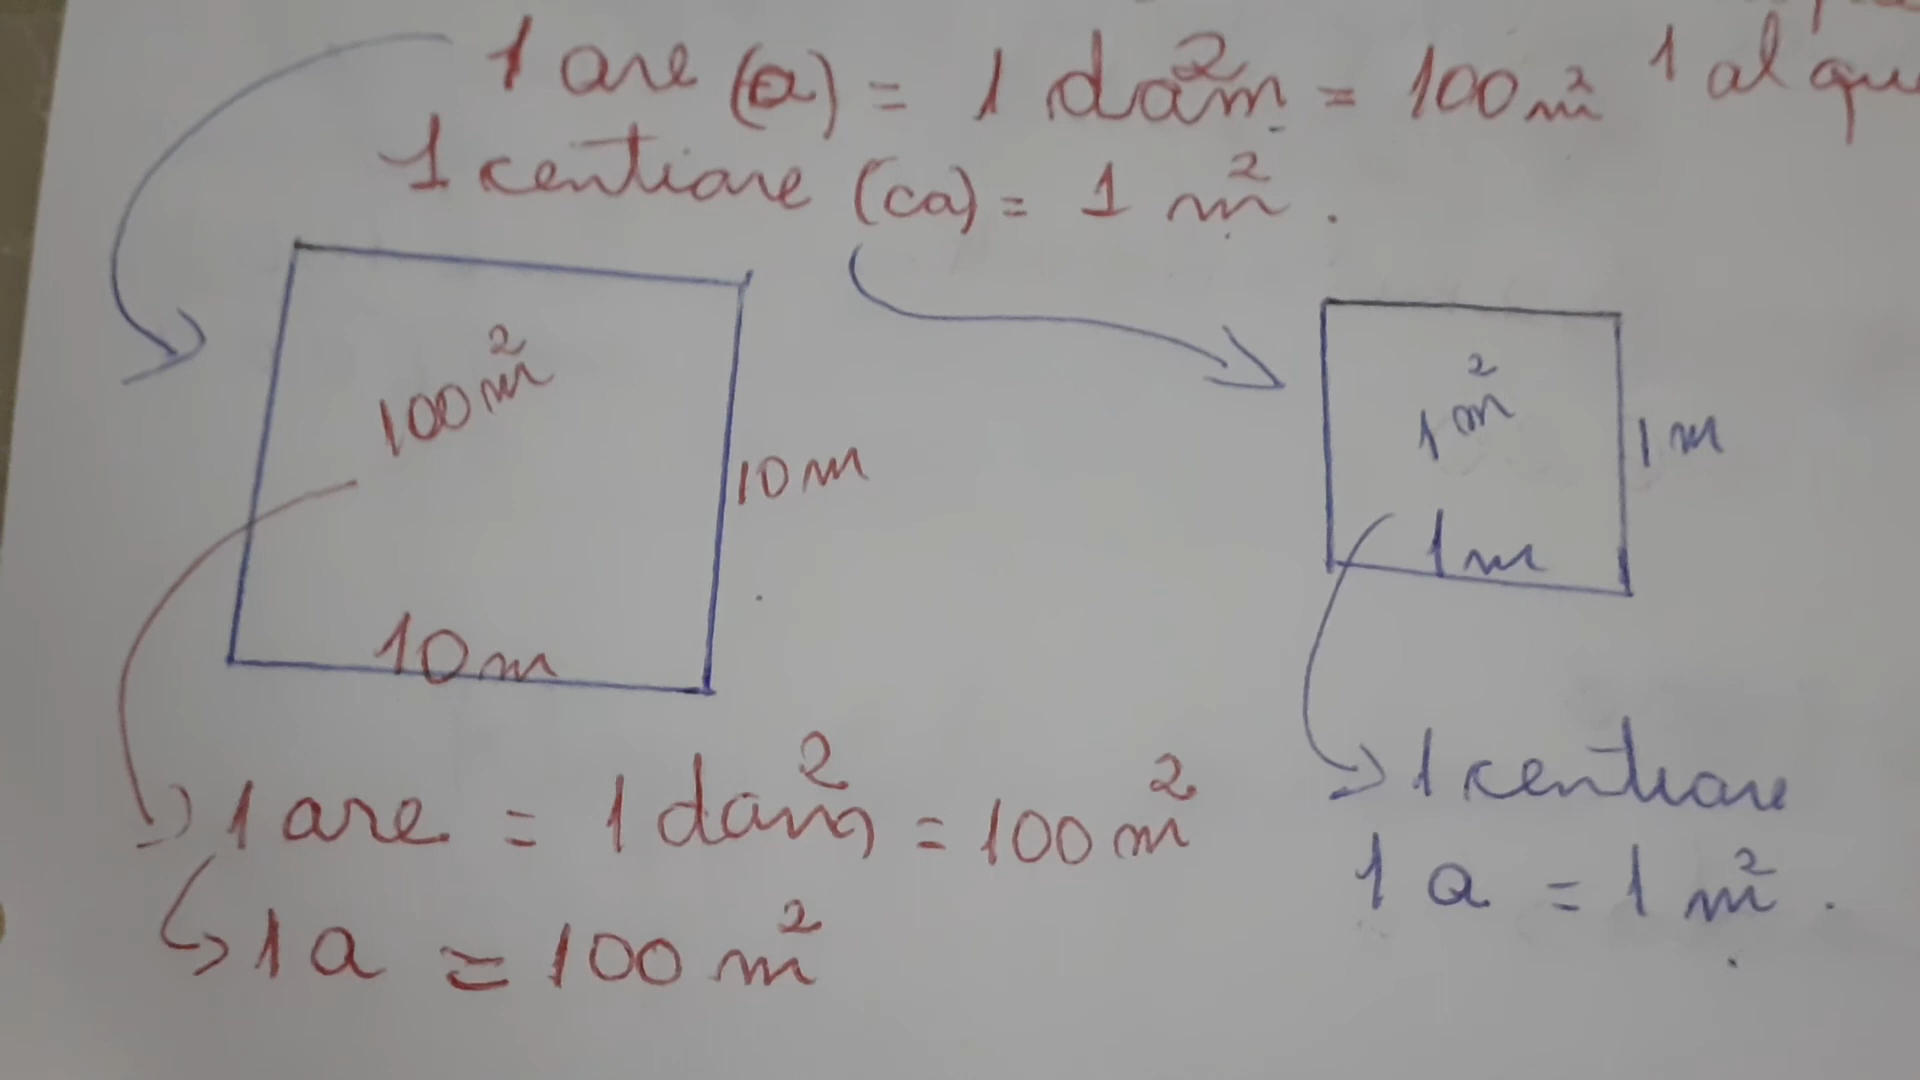 1 are (a) = 1 dam² = 100 m² 1 alque
1 centiare (ca) = 1 m².
100 m²
10 m
10 m
1 m²
1 m
1 m
1 are = 1 dam² = 100 m²
1 a = 100 m²
1 centiare
1 a = 1 m².